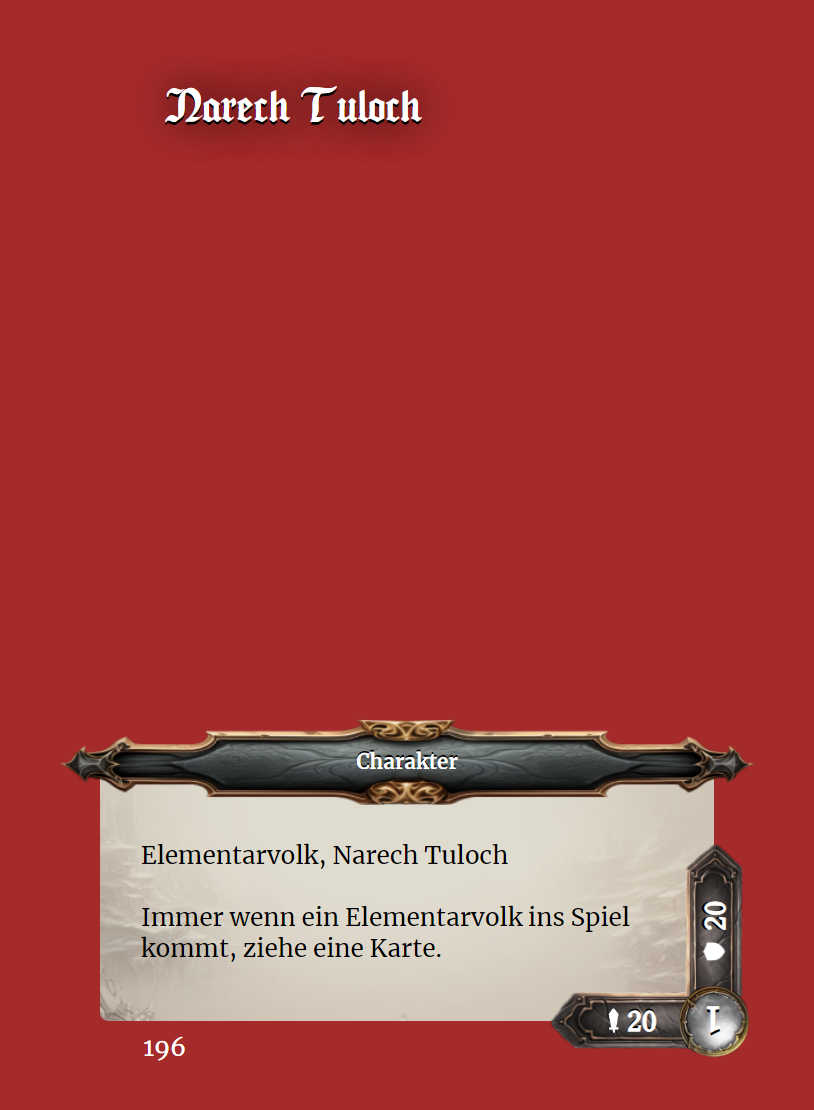 Narech Tuloch
Charakter
Elementarvolk, Narech Tuloch
Immer wenn ein Elementarvolk ins Spiel
kommt, ziehe eine Karte.
20
20
1
196